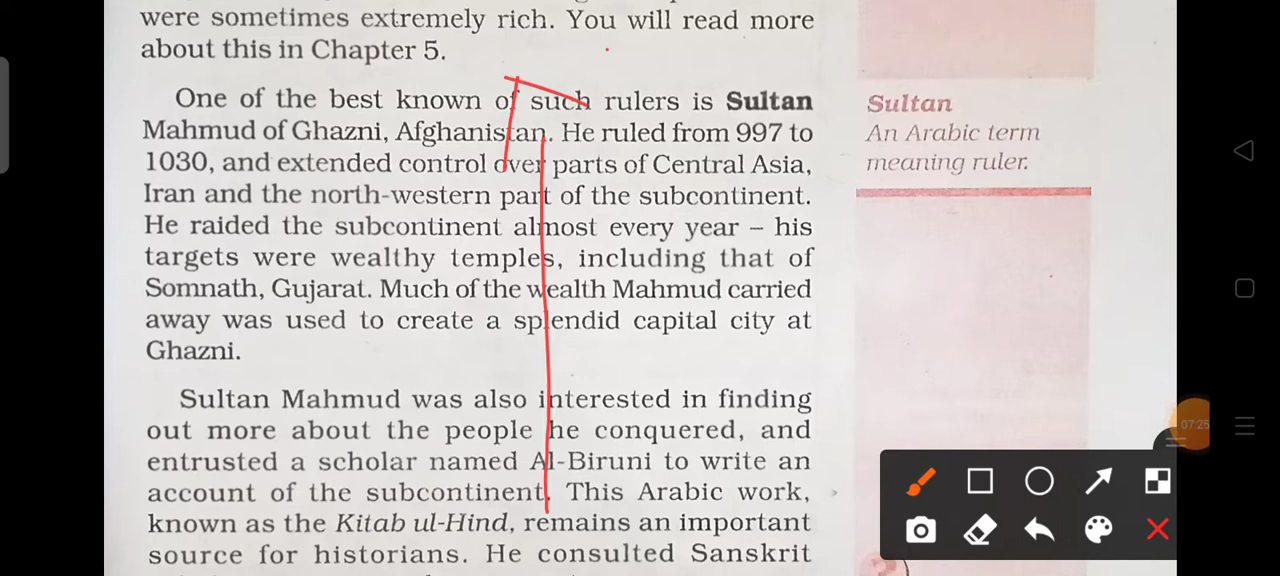 were sometimes extremely rich. You will read more
about this in Chapter 5.
One of the best known of such rulers is Sultan
Mahmud of Ghazni, Afghanistan. He ruled from 997 to
1030, and extended control over parts of Central Asia,
Iran and the north-western part of the subcontinent.
He raided the subcontinent almost every year – his
targets were wealthy temples, including that of
Somnath, Gujarat. Much of the wealth Mahmud carried
away was used to create a splendid capital city at
Ghazni.
Sultan Mahmud was also interested in finding
out more about the people he conquered, and
entrusted a scholar named Al-Biruni to write an
account of the subcontinent. This Arabic work,
known as the Kitab ul-Hind, remains an important
source for historians. He consulted Sanskrit
Sultan
An Arabic term
meaning ruler.
07:25